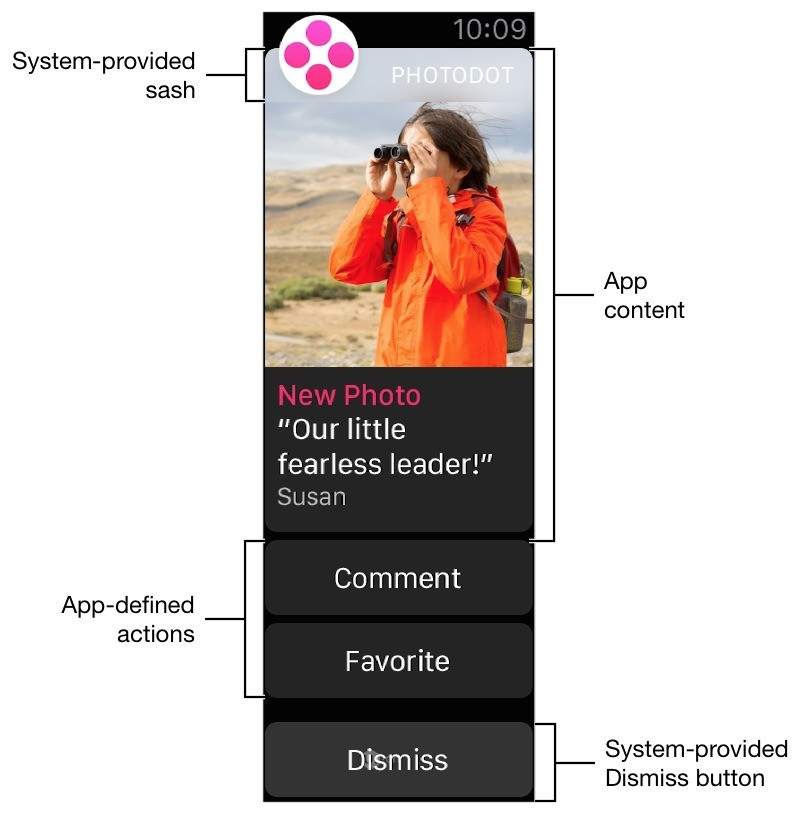 10:09
System-provided
sash
PHOTODOT
App
content
New Photo
“Our little
fearless leader!”
Susan
Comment
App-defined
actions
Favorite
Dismiss
System-provided
Dismiss button